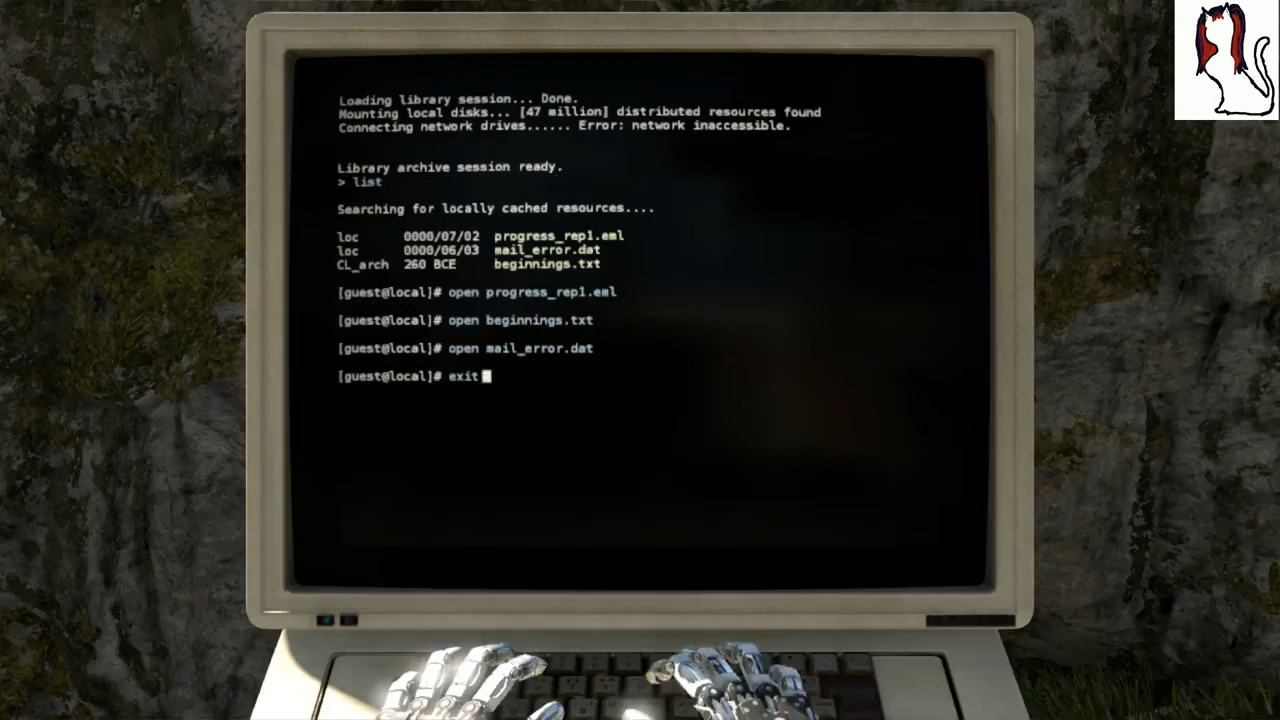 Loading library session... Done.
Mounting local disks... [47 million] distributed resources found
Connecting network drives...... Error: network inaccessible.
Library archive session ready.
> list
Searching for locally cached resources....
loc 0000/07/02 progress_rep1.eml
loc 0000/06/03 mail_error.dat
CL_arch 260 BCE beginnings.txt
[guest@local]# open progress_rep1.eml
[guest@local]# open beginnings.txt
[guest@local]# open mail_error.dat
[guest@local]# exit